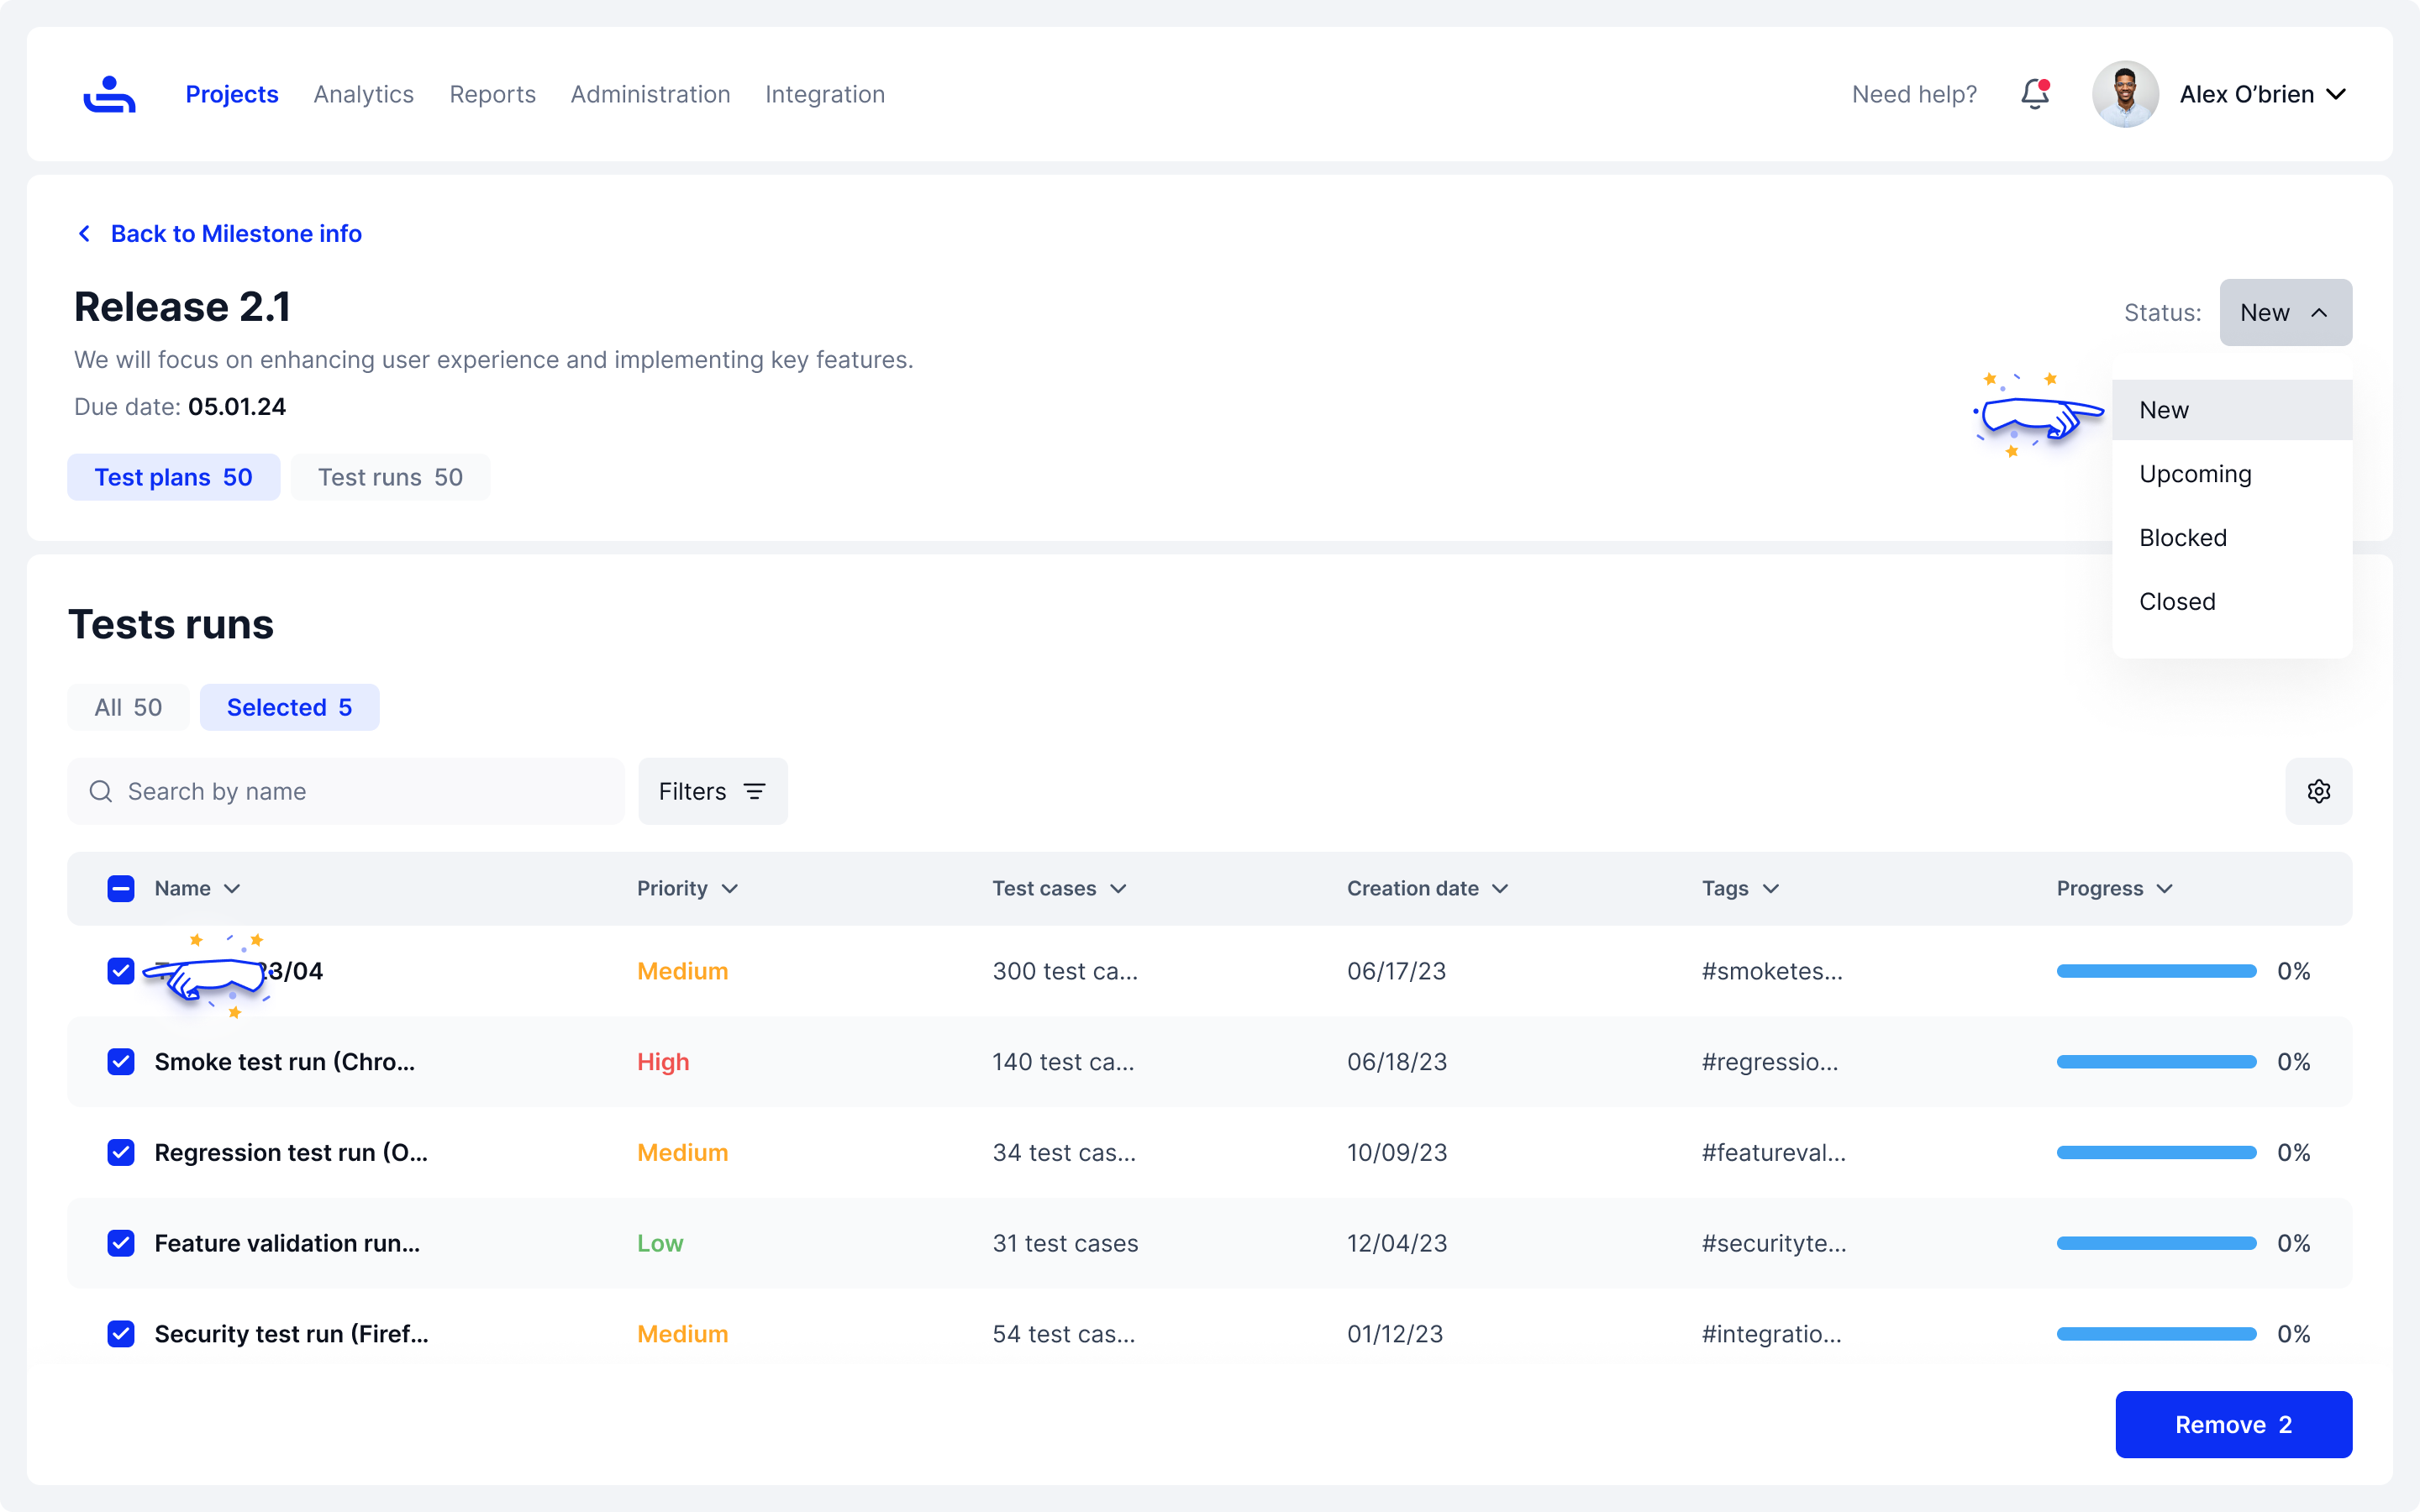 Projects Analytics Reports Administration Integration Need help? Alex O’brien
Back to Milestone info
Release 2.1
Status: New
We will focus on enhancing user experience and implementing key features.
Due date: 05.01.24
New
Upcoming
Blocked
Closed
Test plans 50 Test runs 50
Tests runs
All 50 Selected 5
Search by name Filters
Name Priority Test cases Creation date Tags Progress
3/04 Medium 300 test ca... 06/17/23 #smoketes... 0%
Smoke test run (Chro... High 140 test ca... 06/18/23 #regressio... 0%
Regression test run (O... Medium 34 test cas... 10/09/23 #featureval... 0%
Feature validation run... Low 31 test cases 12/04/23 #securityte... 0%
Security test run (Firef... Medium 54 test cas... 01/12/23 #integratio... 0%
Remove 2